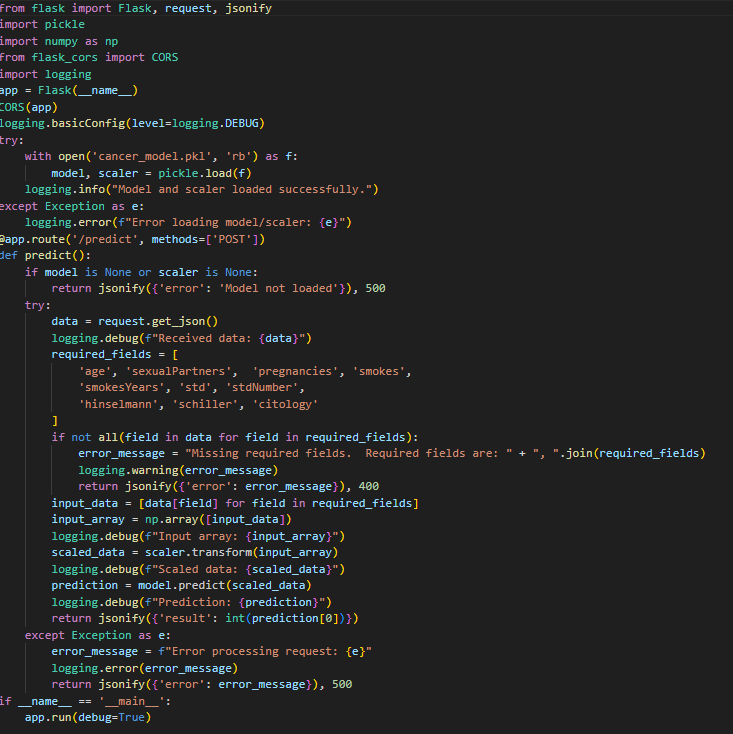 from flask import Flask, request, jsonify
import pickle
import numpy as np
from flask_cors import CORS
import logging
app = Flask(__name__)
CORS(app)
logging.basicConfig(level=logging.DEBUG)
try:
    with open('cancer_model.pkl', 'rb') as f:
        model, scaler = pickle.load(f)
    logging.info("Model and scaler loaded successfully.")
except Exception as e:
    logging.error(f"Error loading model/scaler: {e}")
@app.route('/predict', methods=['POST'])
def predict():
    if model is None or scaler is None:
        return jsonify({'error': 'Model not loaded'}), 500
    try:
        data = request.get_json()
        logging.debug(f"Received data: {data}")
        required_fields = [
            'age', 'sexualPartners',  'pregnancies', 'smokes',
            'smokesYears', 'std', 'stdNumber',
            'hinselmann', 'schiller', 'citology'
        ]
        if not all(field in data for field in required_fields):
            error_message = "Missing required fields.  Required fields are: " + ", ".join(required_fields)
            logging.warning(error_message)
            return jsonify({'error': error_message}), 400
        input_data = [data[field] for field in required_fields]
        input_array = np.array([input_data])
        logging.debug(f"Input array: {input_array}")
        scaled_data = scaler.transform(input_array)
        logging.debug(f"Scaled data: {scaled_data}")
        prediction = model.predict(scaled_data)
        logging.debug(f"Prediction: {prediction}")
        return jsonify({'result': int(prediction[0])})
    except Exception as e:
        error_message = f"Error processing request: {e}"
        logging.error(error_message)
        return jsonify({'error': error_message}), 500
if __name__ == '__main__':
    app.run(debug=True)